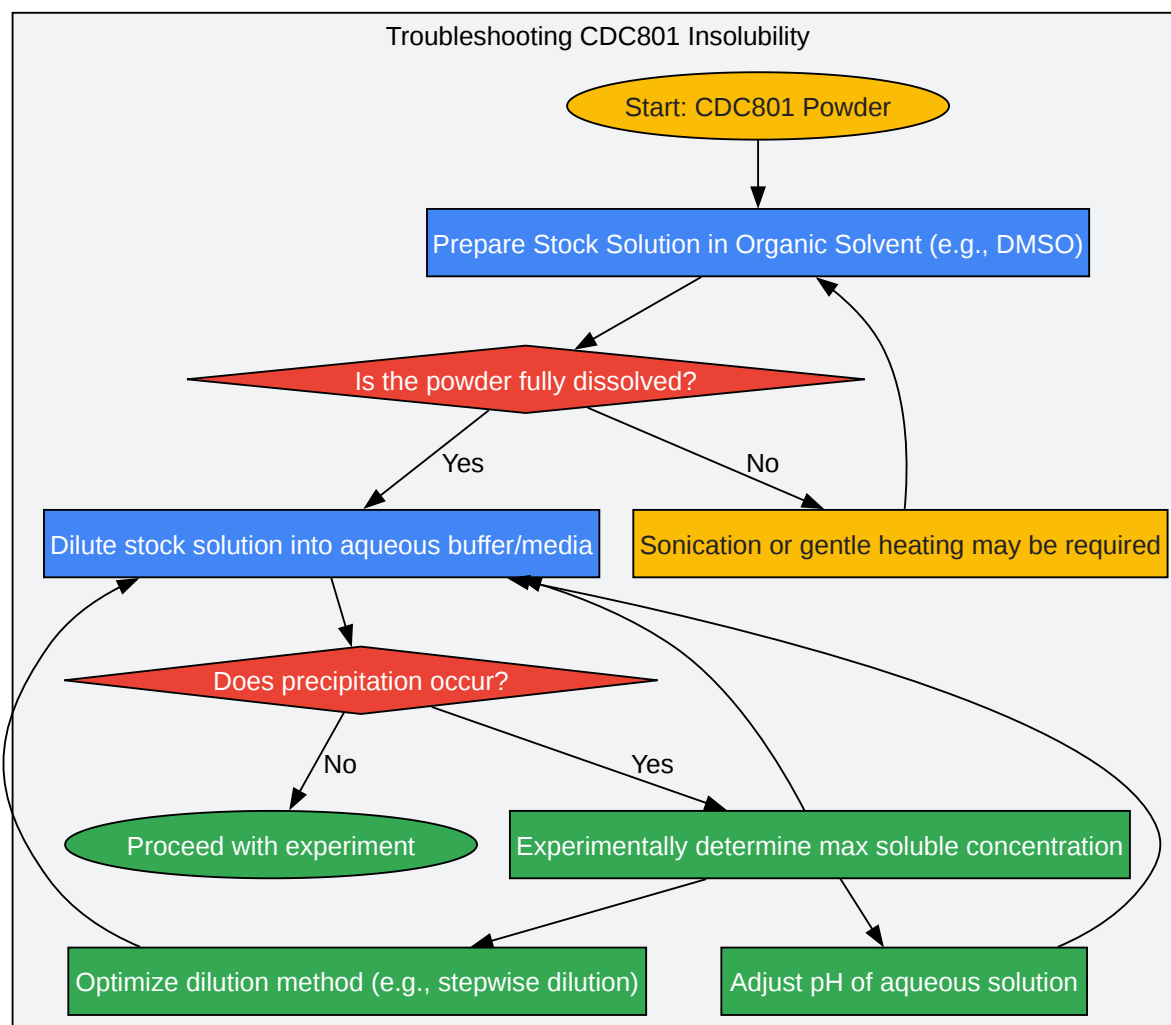 Troubleshooting CDC801 Insolubility
Start: CDC801 Powder
Prepare Stock Solution in Organic Solvent (e.g., DMSO)
Is the powder fully dissolved?
Yes
No
Dilute stock solution into aqueous buffer/media
Sonication or gentle heating may be required
Does precipitation occur?
No
Yes
Proceed with experiment
Experimentally determine max soluble concentration
Optimize dilution method (e.g., stepwise dilution)
Adjust pH of aqueous solution